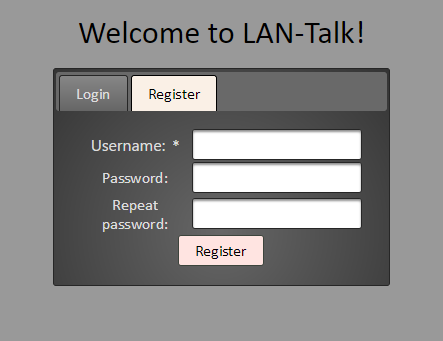 Welcome to LAN-Talk!
Login Register
Username: *
Password:
Repeat
password:
Register